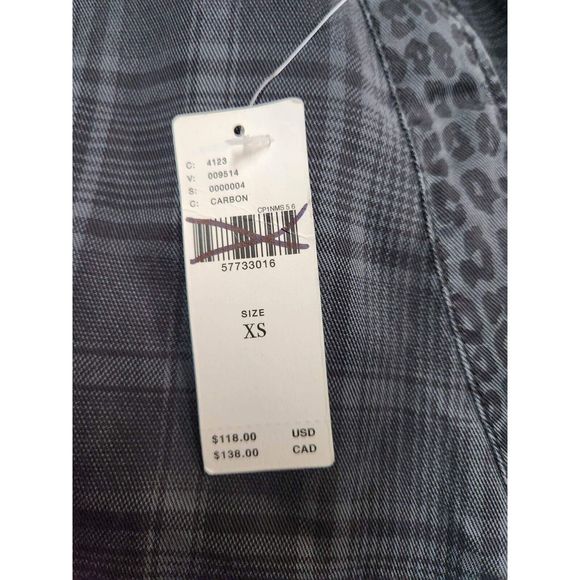 C: 4123
V: 009514
S: 0000004
C: CARBON
CP1NMS 5 6
57733016
SIZE
XS
$118.00 USD
$138.00 CAD